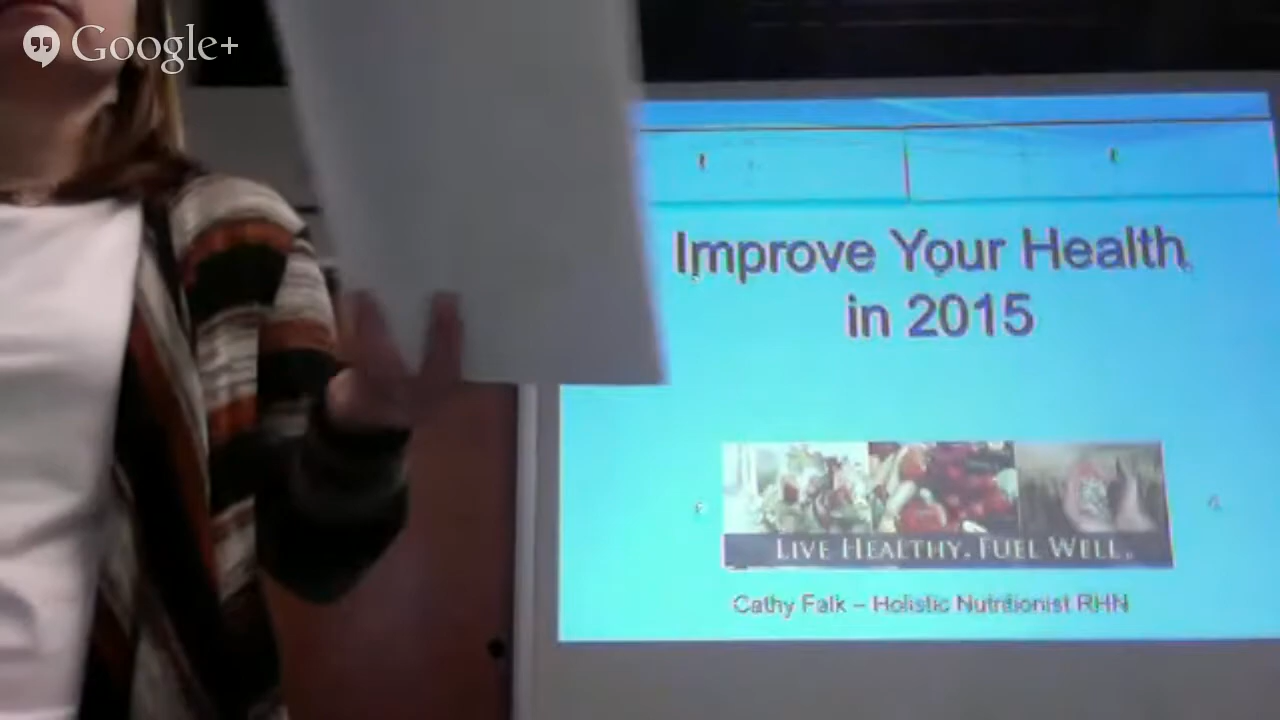 Google+
Improve Your Health
in 2015
LIVE HEALTHY. FUEL WELL.
Cathy Falk – Holistic Nutritionist RHN